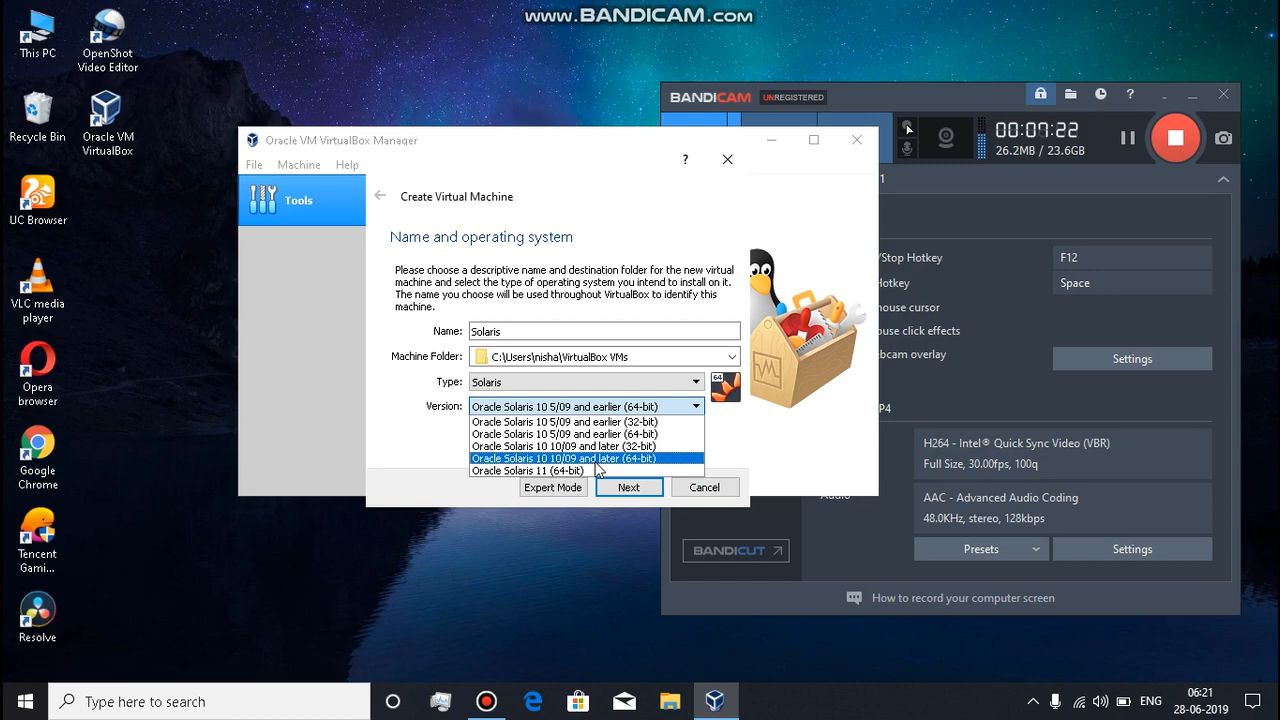 www.BANDICAM.com
This PC
OpenShot
Video Editor
Recycle Bin
Oracle VM
VirtualBox
UC Browser
VLC media
player
Opera
browser
Google
Chrome
Tencent
Gami...
Resolve
Oracle VM VirtualBox Manager
File Machine Help
Tools
? 
Create Virtual Machine
Name and operating system
Please choose a descriptive name and destination folder for the new virtual
machine and select the type of operating system you intend to install on it.
The name you choose will be used throughout VirtualBox to identify this
machine.
Name: Solaris
Machine Folder: C:\Users\nisha\VirtualBox VMs
Type: Solaris
64
Version: Oracle Solaris 10 5/09 and earlier (64-bit)
Oracle Solaris 10 5/09 and earlier (32-bit)
Oracle Solaris 10 5/09 and earlier (64-bit)
Oracle Solaris 10 10/09 and later (32-bit)
Oracle Solaris 10 10/09 and later (64-bit)
Oracle Solaris 11 (64-bit)
Expert Mode Next Cancel
BANDICAM UNREGISTERED
?
00:07:22
26.2MB / 23.6GB
1
/Stop Hotkey F12
Hotkey Space
mouse cursor
ouse click effects
bcam overlay Settings
P4
H264 - Intel® Quick Sync Video (VBR)
Full Size, 30.00fps, 100q
Audio
AAC - Advanced Audio Coding
48.0KHz, stereo, 128kbps
Presets Settings
BANDICUT
How to record your computer screen
Type here to search
ENG
06:21
28-06-2019